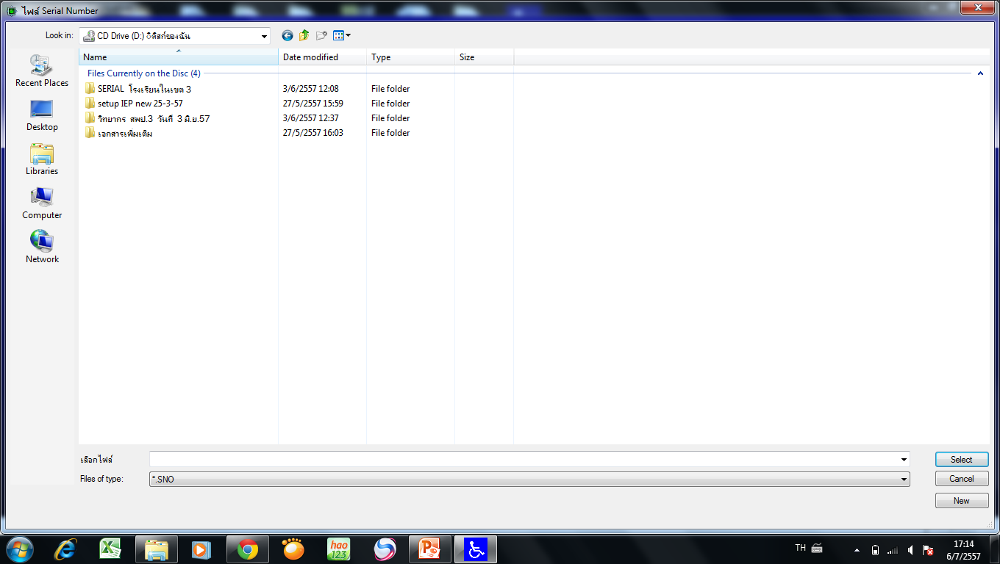 ไฟล์ Serial Number
Look in: CD Drive (D:) ดิสก์ของฉัน
Name Date modified Type Size
Files Currently on the Disc (4)
SERIAL โรงเรียนในเขต 3 3/6/2557 12:08 File folder
setup IEP new 25-3-57 27/5/2557 15:59 File folder
วิทยากร สพป.3 วันที่ 3 มิ.ย.57 3/6/2557 12:37 File folder
เอกสารเพิ่มเติม 27/5/2557 16:03 File folder
Recent Places
Desktop
Libraries
Computer
Network
เลือกไฟล์ Select
Files of type: *.SNO Cancel
New
hao
123
TH 17:14
6/7/2557